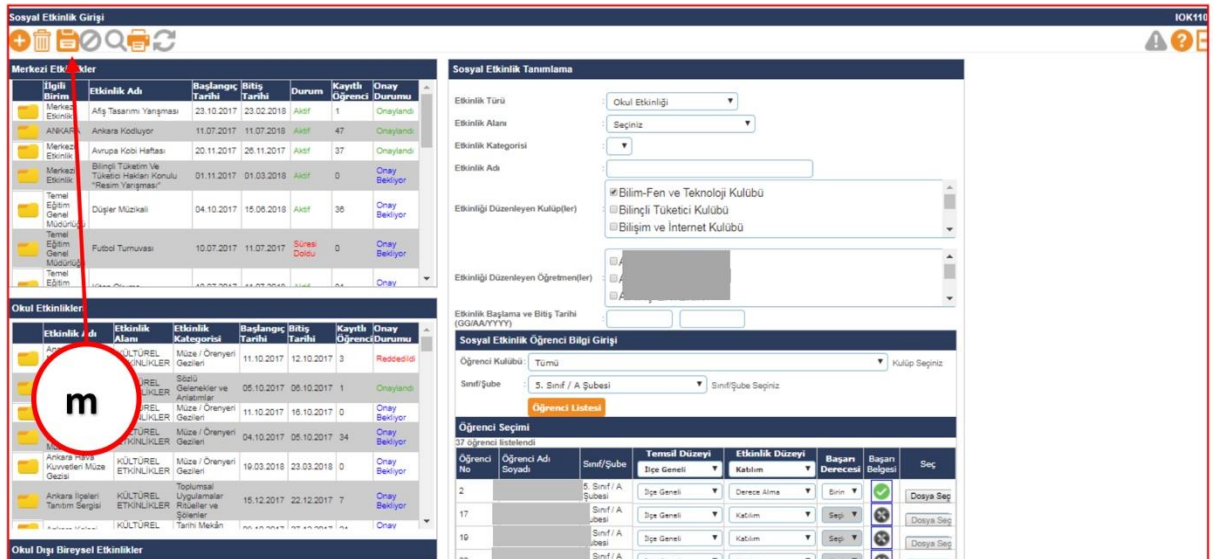 Sosyal Etkinlik Girişi IOK110
Merkezi Etkinlikler
İlgili Birim Etkinlik Adı Başlangıç Tarihi Bitiş Tarihi Durum Kayıtlı Öğrenci Onay Durumu
Merkezi Etkinlik Afiş Tasarımı Yarışması 23.10.2017 23.02.2018 Aktif 1 Onaylandı
ANKARA Ankara Kodluyor 11.07.2017 11.07.2018 Aktif 47 Onaylandı
Merkezi Etkinlik Avrupa Kobi Haftası 20.11.2017 26.11.2017 Aktif 37 Onaylandı
Merkezi Etkinlik Bilinçli Tüketim Ve Tüketici Hakları Konulu "Resim Yarışması" 01.11.2017 01.03.2018 Aktif 0 Onay Bekliyor
Temel Eğitim Genel Müdürlüğü Düşler Müzikali 04.10.2017 15.06.2018 Aktif 36 Onay Bekliyor
Temel Eğitim Genel Müdürlüğü Futbol Turnuvası 10.07.2017 11.07.2017 Süresi Doldu 0 Onay Bekliyor
Temel Eğitim Onay
Okul Etkinlikleri
Etkinlik Adı Etkinlik Alanı Etkinlik Kategorisi Başlangıç Tarihi Bitiş Tarihi Kayıtlı Öğrenci Onay Durumu
KÜLTÜREL ETKİNLİKLER Müze / Örenyeri Gezileri 11.10.2017 12.10.2017 3 Reddedildi
Sözlü Gelenekler ve Anlatımlar 05.10.2017 06.10.2017 1 Onaylandı
Müze / Örenyeri Gezileri 11.10.2017 16.10.2017 0 Onay Bekliyor
KÜLTÜREL ETKİNLİKLER Müze / Örenyeri Gezileri 04.10.2017 05.10.2017 34 Onay Bekliyor
Ankara Hava Kuvvetleri Müze Gezisi KÜLTÜREL ETKİNLİKLER Müze / Örenyeri Gezileri 19.03.2018 23.03.2018 0 Onay Bekliyor
Ankara İlçeleri Tanıtım Sergisi KÜLTÜREL ETKİNLİKLER Toplumsal Uygulamalar Ritüeller ve Şölenler 15.12.2017 22.12.2017 7 Onay Bekliyor
KÜLTÜREL Tarihi Mekân Onay
Okul Dışı Bireysel Etkinlikler
m
Sosyal Etkinlik Tanımlama
Etkinlik Türü : Okul Etkinliği
Etkinlik Alanı : Seçiniz
Etkinlik Kategorisi :
Etkinlik Adı :
Etkinliği Düzenleyen Kulüp(ler) :
Bilim-Fen ve Teknoloji Kulübü
Bilinçli Tüketici Kulübü
Bilişim ve İnternet Kulübü
Etkinliği Düzenleyen Öğretmen(ler) :
Etkinlik Başlama ve Bitiş Tarihi (GG/AA/YYYY) :
Sosyal Etkinlik Öğrenci Bilgi Girişi
Öğrenci Kulübü : Tümü Kulüp Seçiniz
Sınıf/Şube : 5. Sınıf / A Şubesi Sınıf/Şube Seçiniz
Öğrenci Listesi
Öğrenci Seçimi
37 öğrenci listelendi
Öğrenci No Öğrenci Adı Soyadı Sınıf/Şube Temsil Düzeyi Etkinlik Düzeyi Başarı Derecesi Başarı Belgesi Seç
İlçe Geneli Katılım
2 5. Sınıf / A Şubesi İlçe Geneli Derece Alma Birin Dosya Seç
17 Sınıf / A İlçe Geneli Katılım Seçi Dosya Seç
19 Sınıf / A İlçe Geneli Katılım Seçi Dosya Seç
Sınıf / A